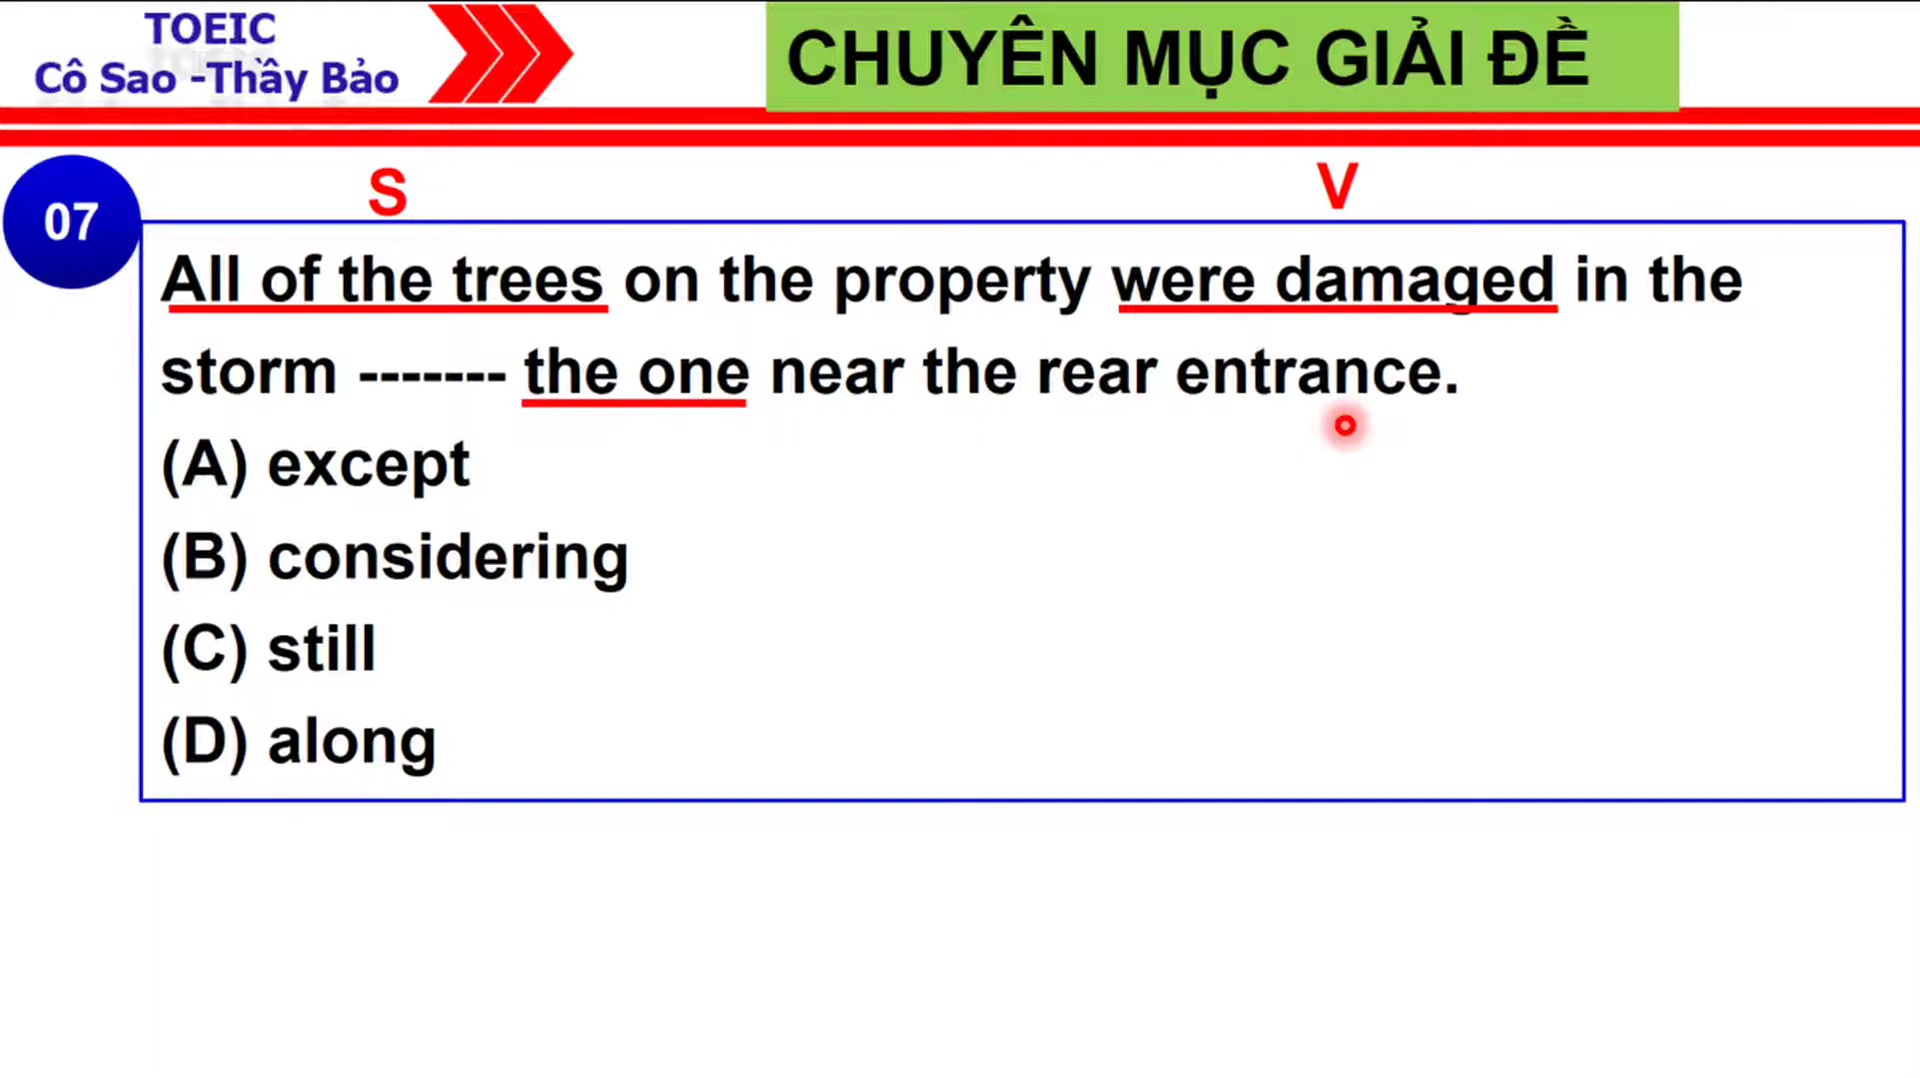 TOEIC
Cô Sao -Thầy Bảo
CHUYÊN MỤC GIẢI ĐỀ
S
V
07
All of the trees on the property were damaged in the
storm ------- the one near the rear entrance.
(A) except
(B) considering
(C) still
(D) along